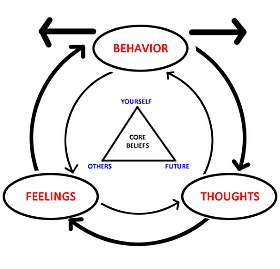 BEHAVIOR
YOURSELF
CORE
BELIEFS
OTHERS FUTURE
FEELINGS THOUGHTS